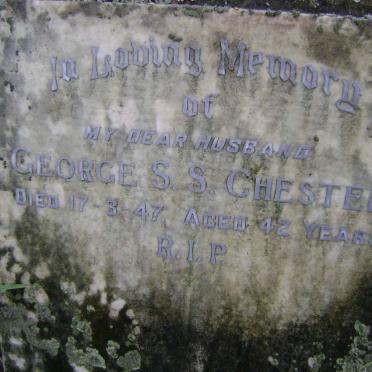 In Loving Memory
of
MY DEAR HUSBAND
GEORGE S. S. CHESTER
DIED 17-3-47, AGED 42 YEARS
R.I.P.